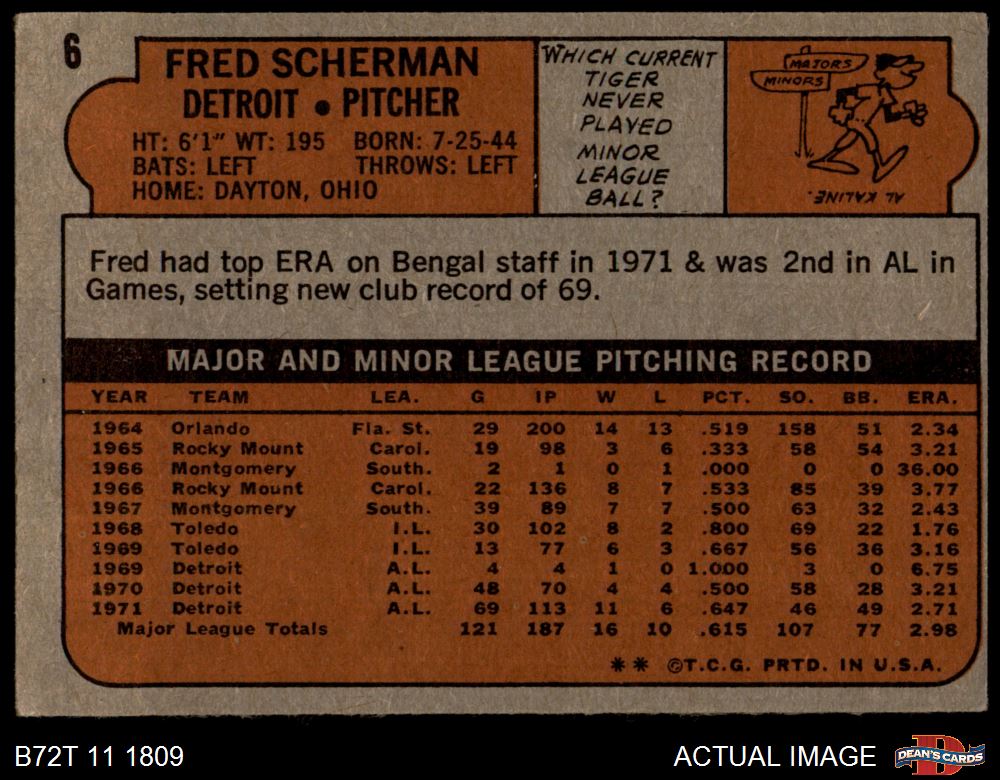 6
FRED SCHERMAN
DETROIT • PITCHER
HT: 6'1" WT: 195 BORN: 7-25-44
BATS: LEFT THROWS: LEFT
HOME: DAYTON, OHIO
WHICH CURRENT
TIGER
NEVER
PLAYED
MINOR
LEAGUE
BALL?
MAJORS
MINORS
AL KALINE.
Fred had top ERA on Bengal staff in 1971 & was 2nd in AL in
Games, setting new club record of 69.
MAJOR AND MINOR LEAGUE PITCHING RECORD
YEAR TEAM LEA. G IP W L PCT. SO. BB. ERA.
1964 Orlando Fla. St. 29 200 14 13 .519 158 51 2.34
1965 Rocky Mount Carol. 19 98 3 6 .333 58 54 3.21
1966 Montgomery South. 2 1 0 1 .000 0 0 36.00
1966 Rocky Mount Carol. 22 136 8 7 .533 85 39 3.77
1967 Montgomery South. 39 89 7 7 .500 63 32 2.43
1968 Toledo I.L. 30 102 8 2 .800 69 22 1.76
1969 Toledo I.L. 13 77 6 3 .667 56 36 3.16
1969 Detroit A.L. 4 4 1 0 1.000 3 0 6.75
1970 Detroit A.L. 48 70 4 4 .500 58 28 3.21
1971 Detroit A.L. 69 113 11 6 .647 46 49 2.71
Major League Totals 121 187 16 10 .615 107 77 2.98
** ©T.C.G. PRTD. IN U.S.A.
B72T 11 1809
ACTUAL IMAGE
DEAN'S CARDS